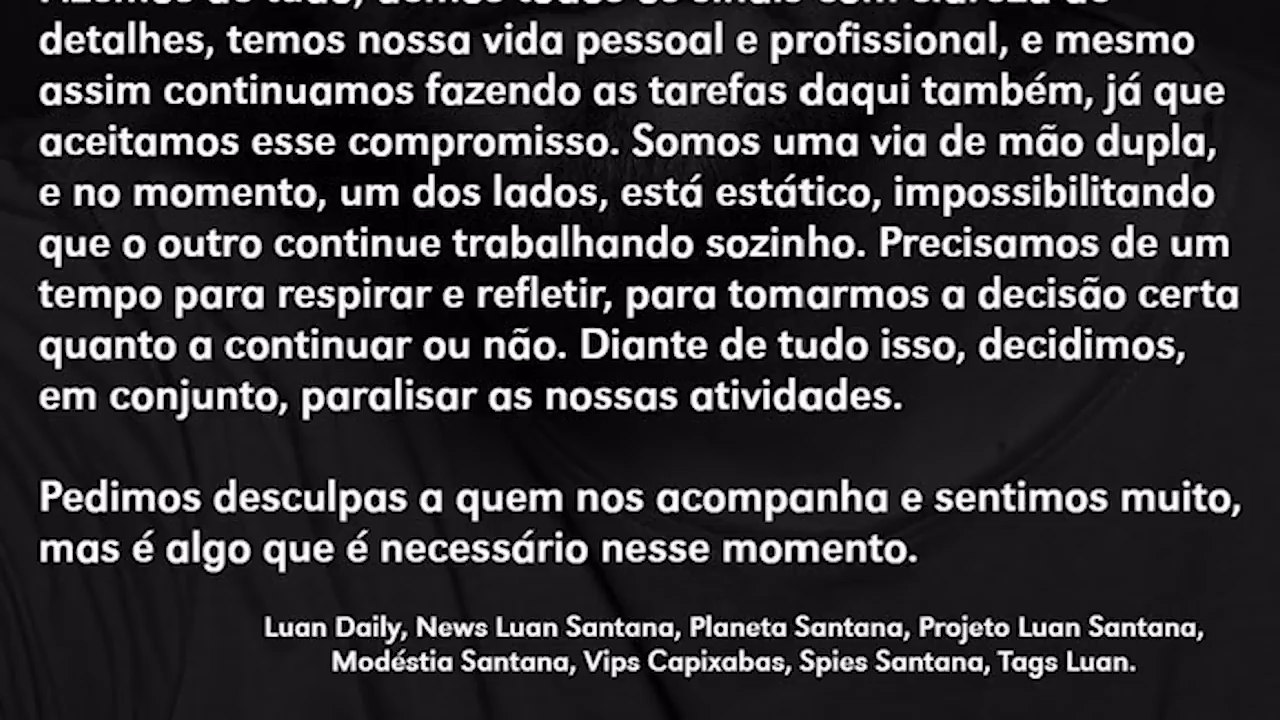 detalhes, temos nossa vida pessoal e profissional, e mesmo
assim continuamos fazendo as tarefas daqui também, já que
aceitamos esse compromisso. Somos uma via de mão dupla,
e no momento, um dos lados, está estático, impossibilitando
que o outro continue trabalhando sozinho. Precisamos de um
tempo para respirar e refletir, para tomarmos a decisão certa
quanto a continuar ou não. Diante de tudo isso, decidimos,
em conjunto, paralisar as nossas atividades.
Pedimos desculpas a quem nos acompanha e sentimos muito,
mas é algo que é necessário nesse momento.
Luan Daily, News Luan Santana, Planeta Santana, Projeto Luan Santana,
Modéstia Santana, Vips Capixabas, Spies Santana, Tags Luan.